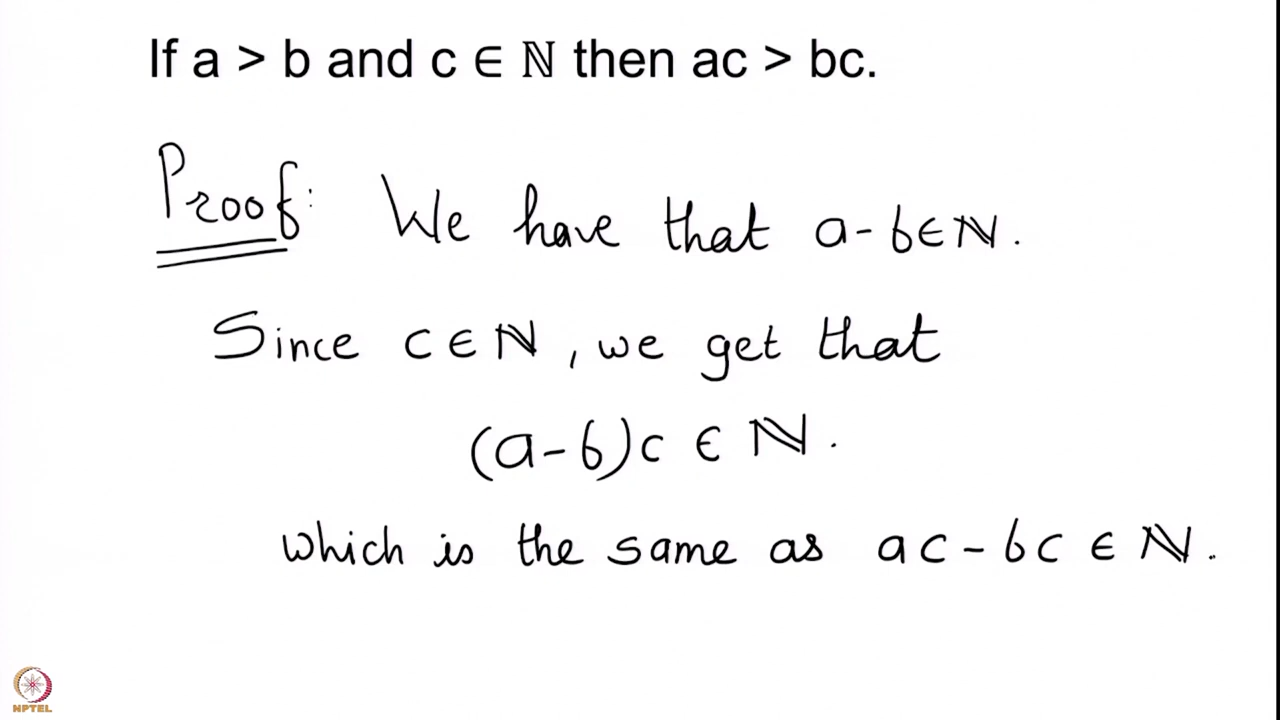 If a > b and c ∈ ℕ then ac > bc.
Proof: We have that a-b∈ℕ.
Since c∈ℕ, we get that
(a-b)c ∈ ℕ.
which is the same as ac-bc ∈ ℕ.
NPTEL